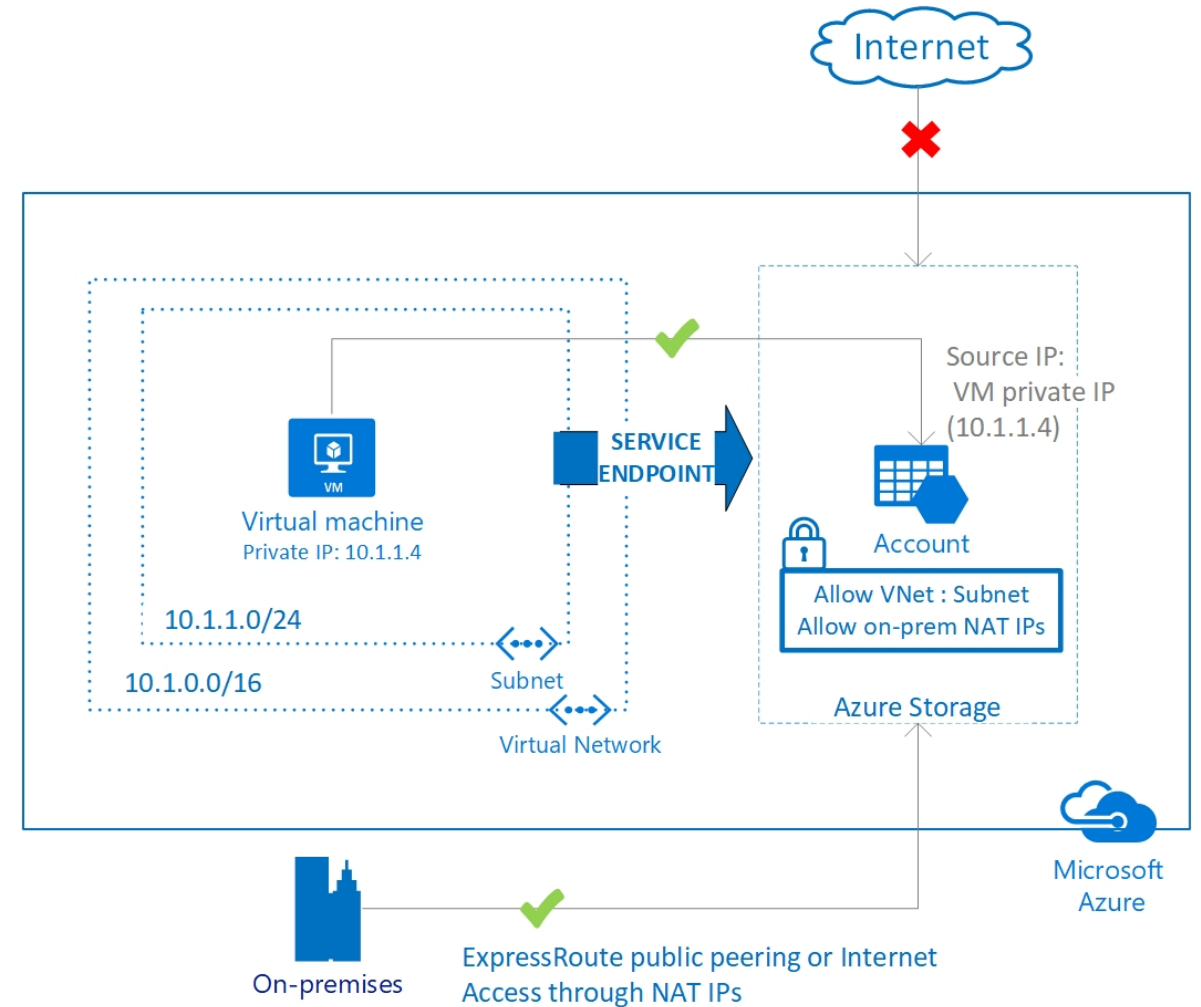 Internet
Source IP:
VM private IP
(10.1.1.4)
SERVICE
ENDPOINT
VM
Virtual machine
Private IP: 10.1.1.4
Account
Allow VNet : Subnet
Allow on-prem NAT IPs
10.1.1.0/24
Subnet
10.1.0.0/16
Azure Storage
Virtual Network
Microsoft
Azure
On-premises
ExpressRoute public peering or Internet
Access through NAT IPs